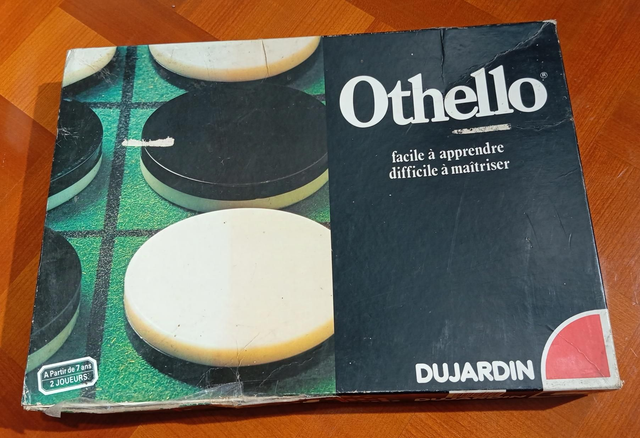 Othello®
facile à apprendre
difficile à maîtriser
A Partir de 7 ans
2 JOUEURS.
DUJARDIN